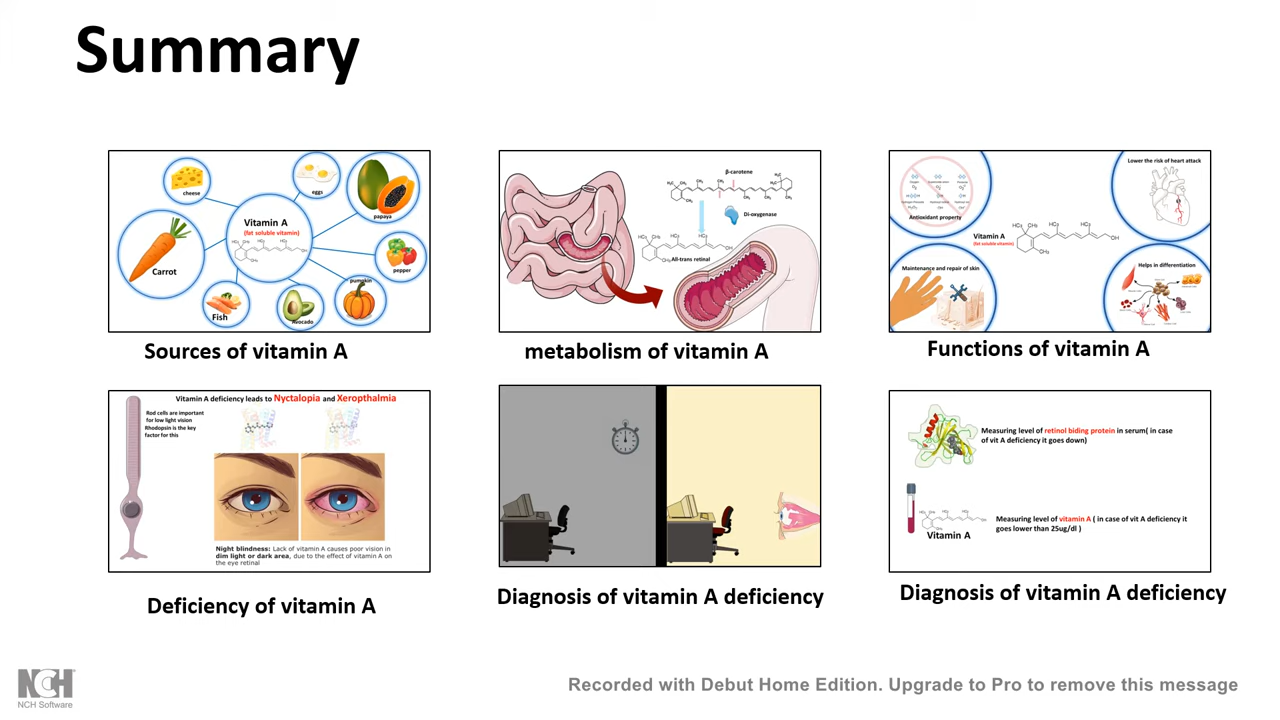 Summary
cheese
eggs
papaya
Carrot
Vitamin A
(fat soluble vitamin)
pepper
Fish
Avocado
pumpkin
Sources of vitamin A
β-carotene
Di-oxygenase
All-trans retinal
metabolism of vitamin A
Antioxidant property
Lower the risk of heart attack
Vitamin A
(fat soluble vitamin)
Maintenance and repair of skin
Helps in differentiation
Functions of vitamin A
Vitamin A deficiency leads to Nyctalopia and Xeropthalmia
Rod cells are important
for low light vision
Rhodopsin is the key
factor for this
Night blindness: Lack of vitamin A causes poor vision in
dim light or dark area, due to the effect of vitamin A on
the eye retinal
Deficiency of vitamin A
Diagnosis of vitamin A deficiency
Measuring level of retinol biding protein in serum( in case
of vit A deficiency it goes down)
Measuring level of vitamin A ( in case of vit A deficiency it
goes lower than 25ug/dl )
Vitamin A
Diagnosis of vitamin A deficiency
NCH
NCH Software
Recorded with Debut Home Edition. Upgrade to Pro to remove this message